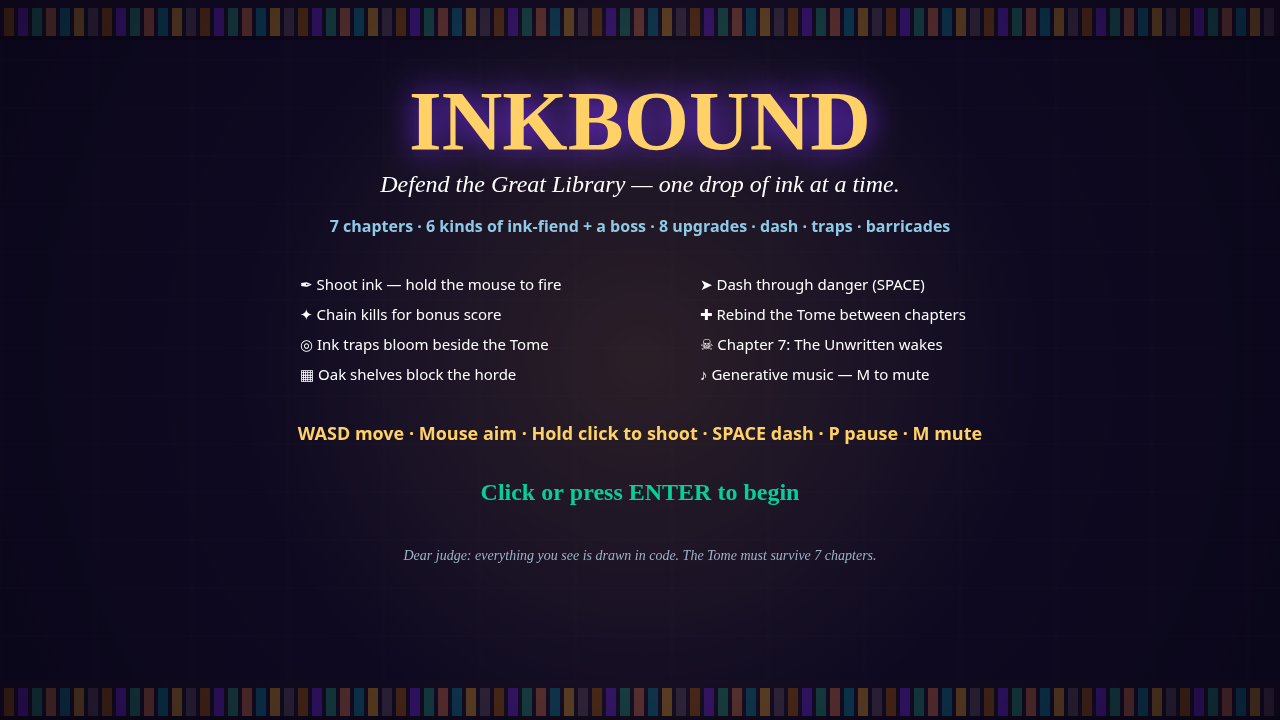 INKBOUND
Defend the Great Library — one drop of ink at a time.
7 chapters · 6 kinds of ink-fiend + a boss · 8 upgrades · dash · traps · barricades
✒ Shoot ink — hold the mouse to fire
✦ Chain kills for bonus score
◎ Ink traps bloom beside the Tome
▦ Oak shelves block the horde
➤ Dash through danger (SPACE)
✚ Rebind the Tome between chapters
☠ Chapter 7: The Unwritten wakes
♪ Generative music — M to mute
WASD move · Mouse aim · Hold click to shoot · SPACE dash · P pause · M mute
Click or press ENTER to begin
Dear judge: everything you see is drawn in code. The Tome must survive 7 chapters.